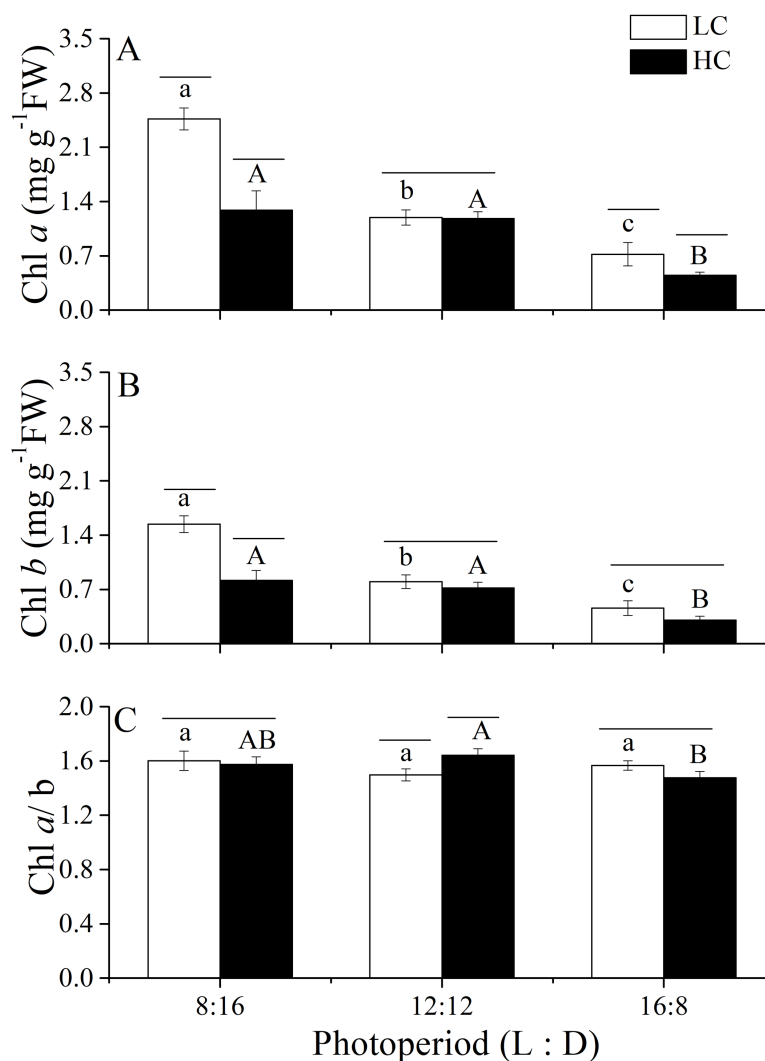 LC
HC
A
Chl a (mg g⁻¹FW)
3.5
2.8
2.1
1.4
0.7
0.0
a
A
b
A
c
B
B
Chl b (mg g⁻¹FW)
3.5
2.8
2.1
1.4
0.7
0.0
a
A
b
A
c
B
C
Chl a/ b
2.0
1.6
1.2
0.8
0.4
0.0
a
AB
a
A
a
B
8:16
12:12
16:8
Photoperiod (L : D)